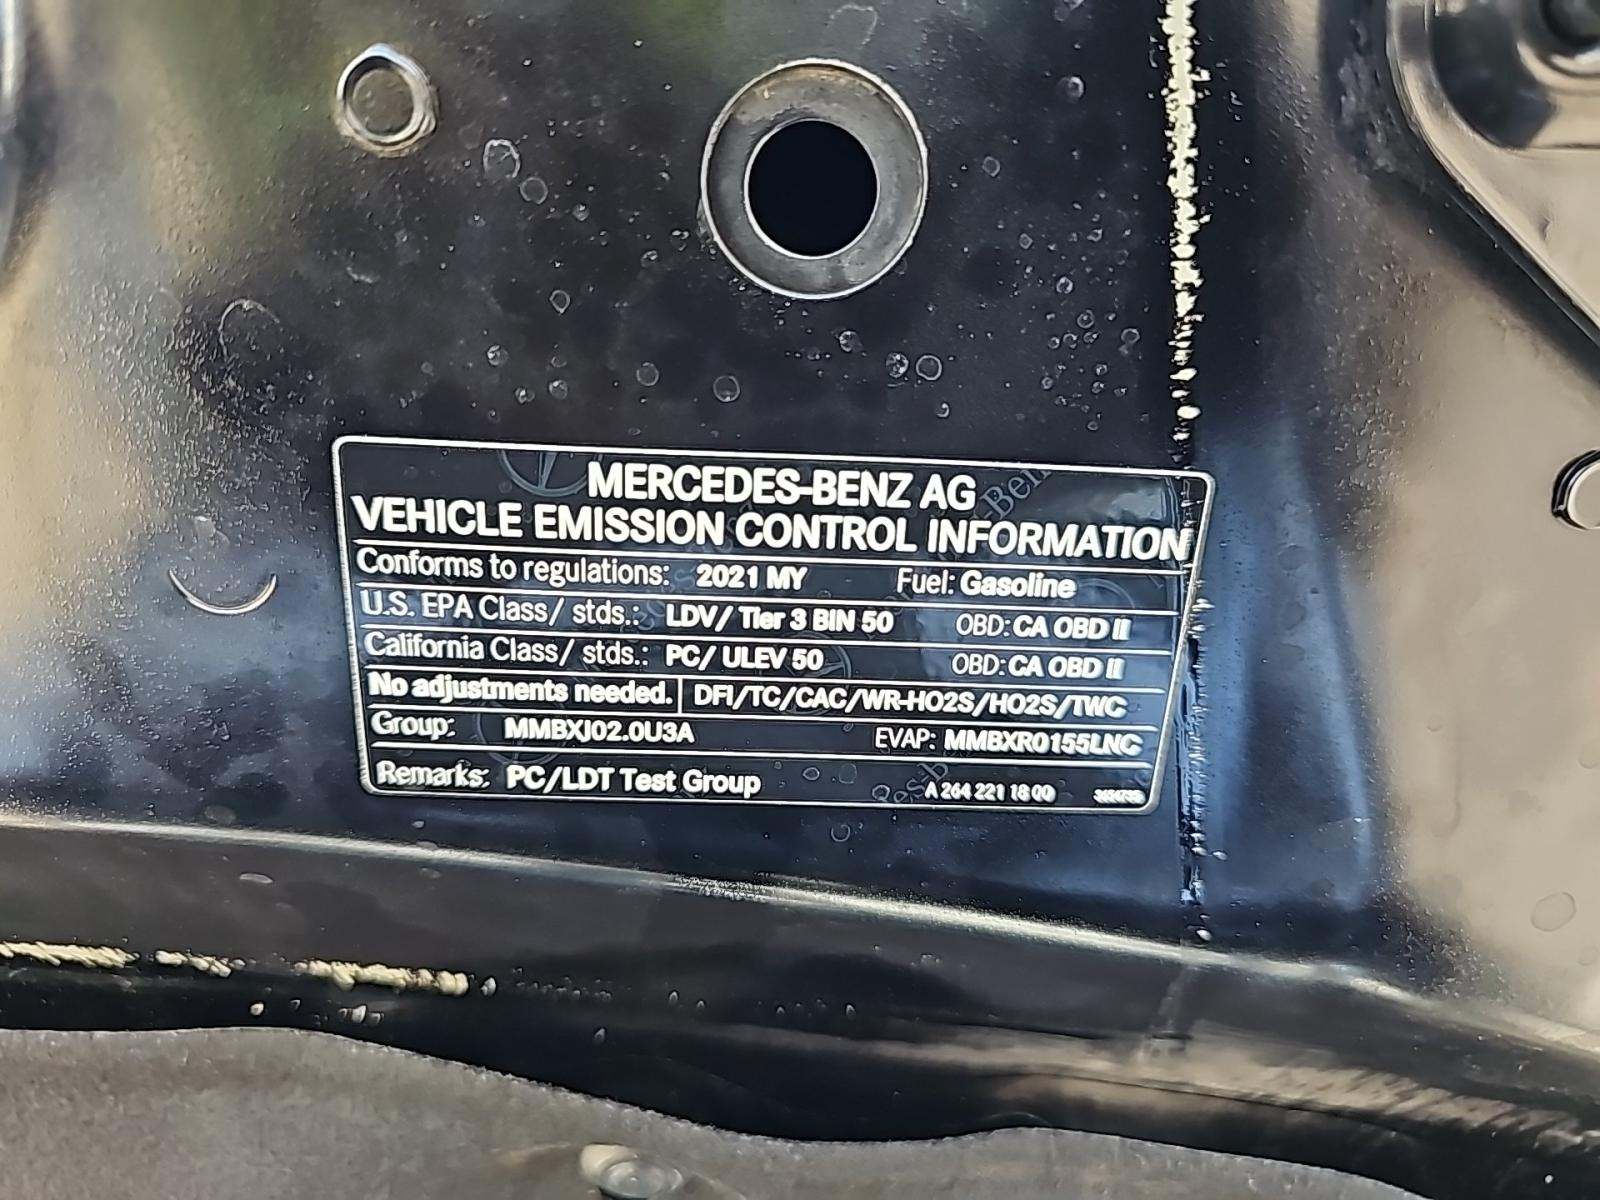 MERCEDES-BENZ AG
VEHICLE EMISSION CONTROL INFORMATION
Conforms to regulations: 2021 MY Fuel: Gasoline
U.S. EPA Class/ stds.: LDV/ Tier 3 BIN 50 OBD: CA OBD II
California Class/ stds.: PC/ ULEV 50 OBD: CA OBD II
No adjustments needed. DFI/TC/CAC/WR-HO2S/HO2S/TWC
Group: MMBXJ02.0U3A EVAP: MMBXR0155LNC
Remarks: PC/LDT Test Group A 264 221 18 00